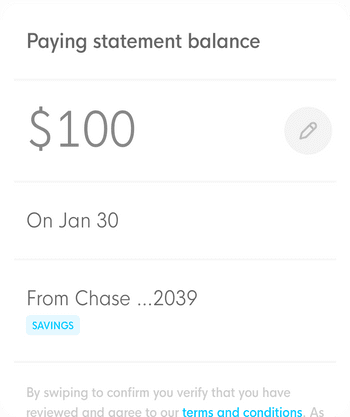 Paying statement balance
$100
On Jan 30
From Chase ...2039
SAVINGS
By swiping to confirm you verify that you have
reviewed and agree to our terms and conditions. As